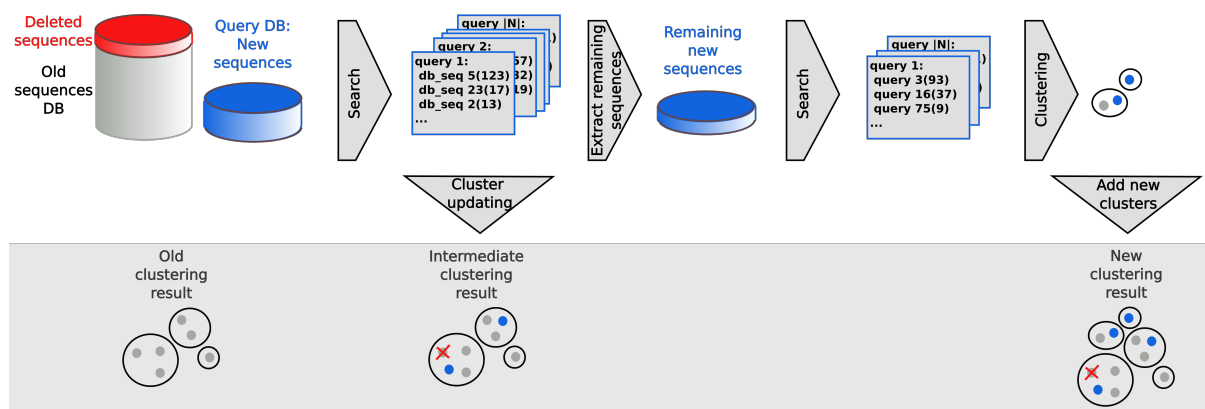 Deleted
sequences
Old
sequences
DB
Query DB:
New
sequences
Search
query |N|:
query 2:
57)
32)
19)
query 1:
db_seq 5(123)
db_seq 23(17)
db_seq 2(13)
...
Extract remaining
sequences
Remaining
new
sequences
Search
query |N|:
query 1:
query 3(93)
query 16(37)
query 75(9)
...
Clustering
Cluster
updating
Add new
clusters
Old
clustering
result
Intermediate
clustering
result
New
clustering
result